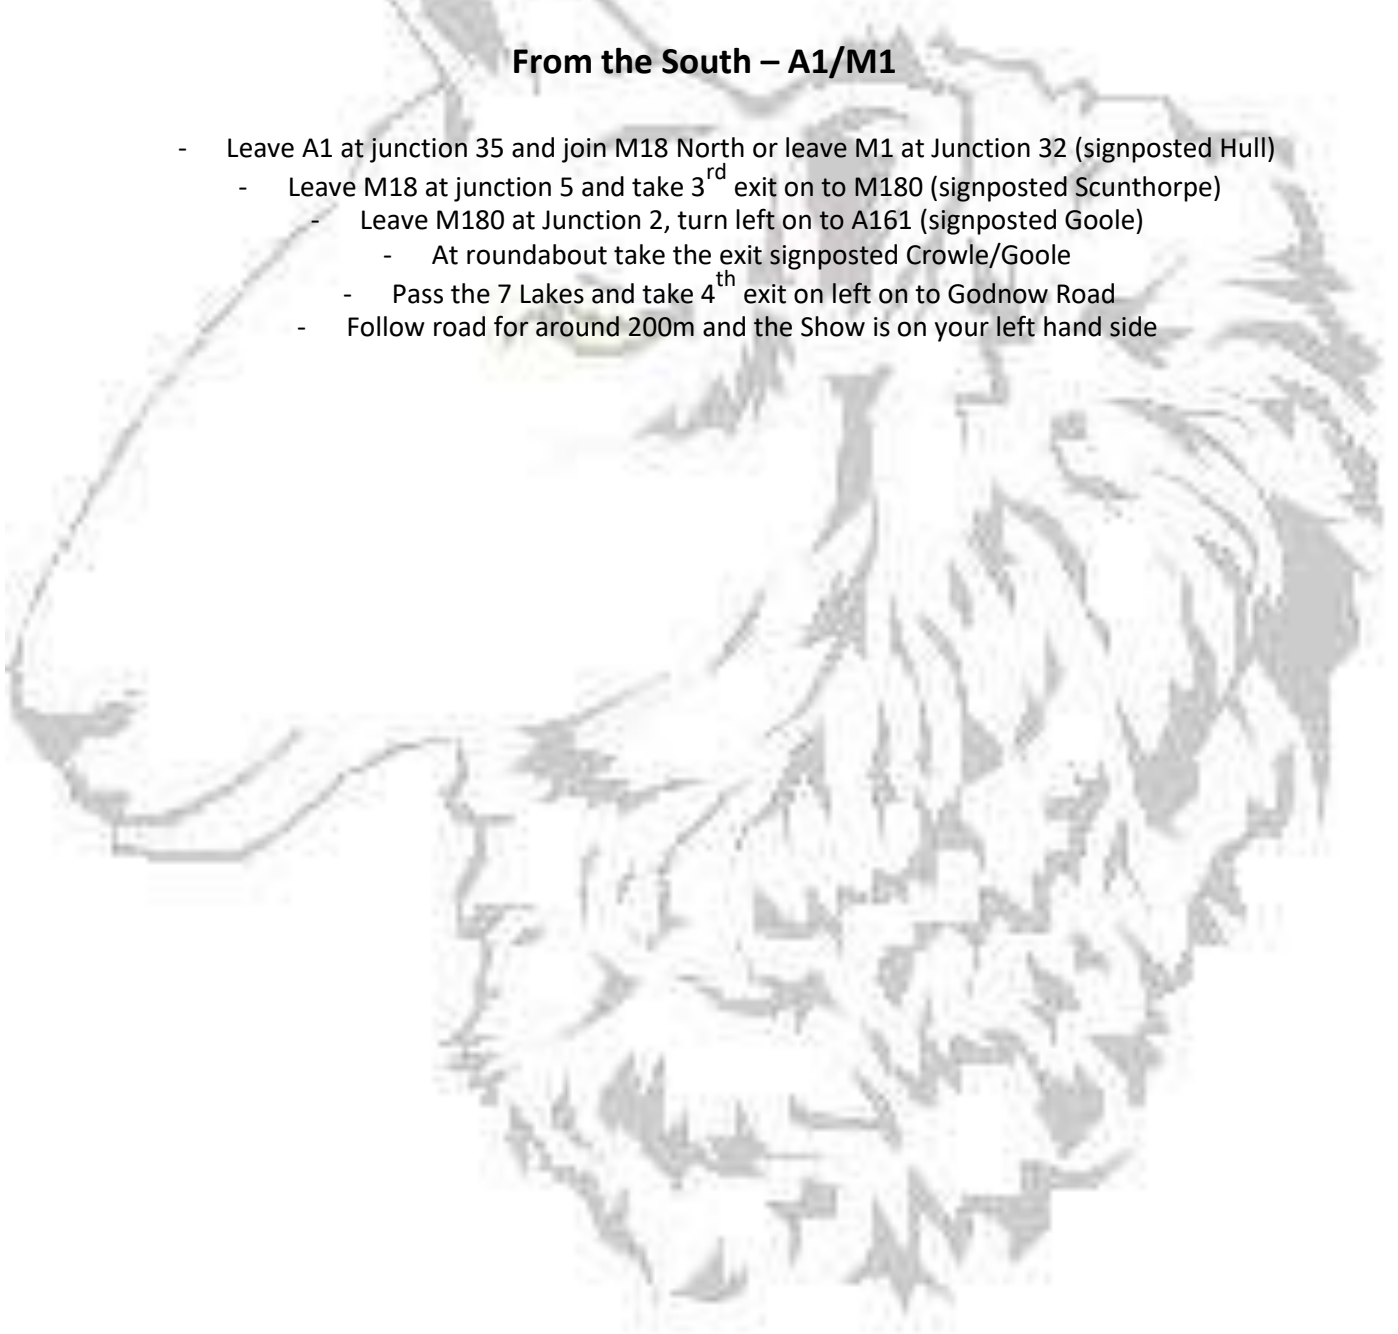 From the South – A1/M1
- Leave A1 at junction 35 and join M18 North or leave M1 at Junction 32 (signposted Hull)
- Leave M18 at junction 5 and take 3rd exit on to M180 (signposted Scunthorpe)
- Leave M180 at Junction 2, turn left on to A161 (signposted Goole)
- At roundabout take the exit signposted Crowle/Goole
- Pass the 7 Lakes and take 4th exit on left on to Godnow Road
- Follow road for around 200m and the Show is on your left hand side